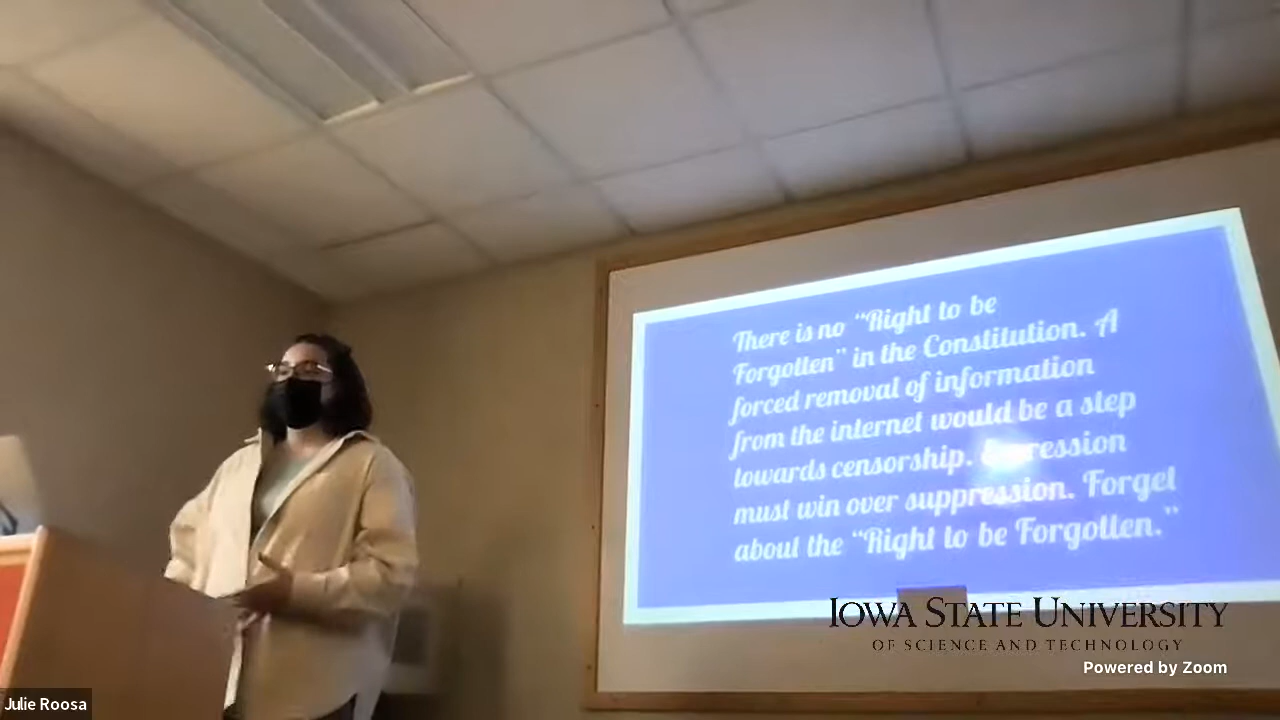 There is no “Right to be
Forgotten” in the Constitution. A
forced removal of information
from the internet would be a step
towards censorship.
must win over suppression. Forget
about the “Right to be Forgotten.”
IOWA STATE UNIVERSITY
OF SCIENCE AND TECHNOLOGY
Powered by Zoom
Julie Roosa